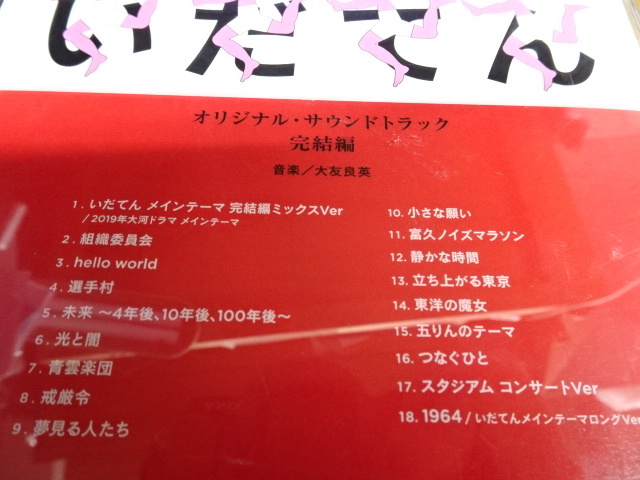 いだてん
オリジナル・サウンドトラック
完結編
音楽／大友良英
1. いだてん メインテーマ 完結編ミックスVer
/ 2019年大河ドラマ メインテーマ
2. 組織委員会
3. hello world
4. 選手村
5. 未来 〜4年後、10年後、100年後〜
6. 光と闇
7. 青雲楽団
8. 戒厳令
9. 夢見る人たち
10. 小さな願い
11. 富久ノイズマラソン
12. 静かな時間
13. 立ち上がる東京
14. 東洋の魔女
15. 五りんのテーマ
16. つなぐひと
17. スタジアム コンサートVer
18. 1964 / いだてんメインテーマロングVer